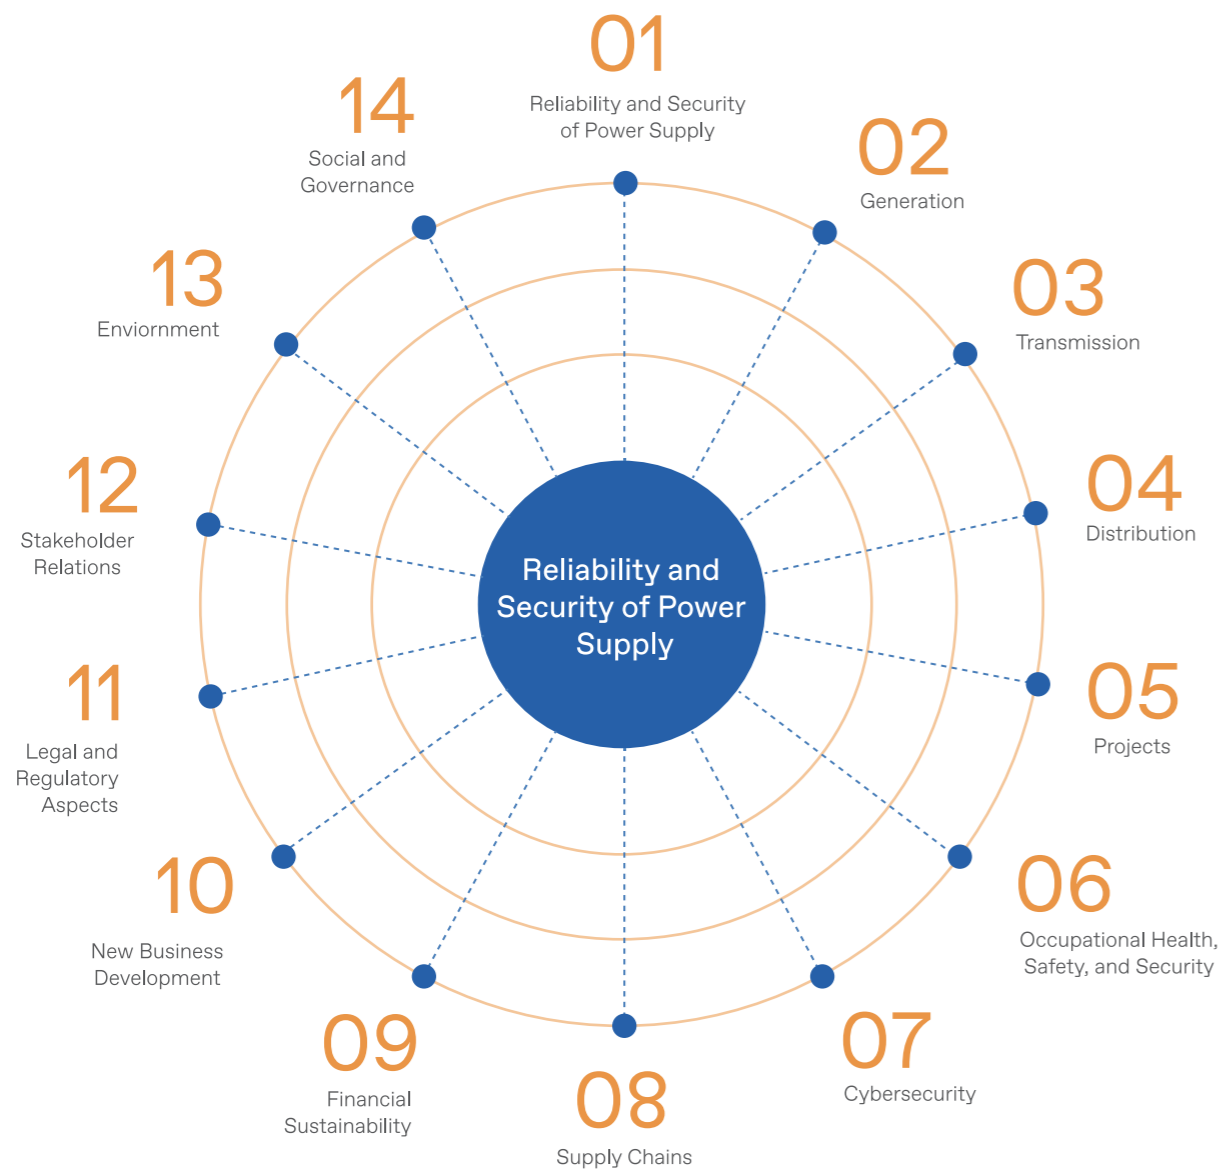 01
Reliability and Security
of Power Supply
02
Generation
03
Transmission
04
Distribution
05
Projects
06
Occupational Health,
Safety, and Security
07
Cybersecurity
08
Supply Chains
09
Financial
Sustainability
10
New Business
Development
11
Legal and
Regulatory
Aspects
12
Stakeholder
Relations
13
Enviornment
14
Social and
Governance
Reliability and
Security of Power
Supply